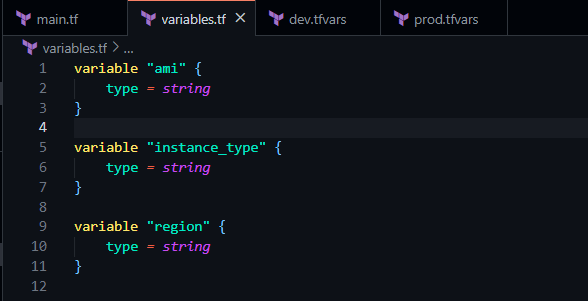 main.tf variables.tf × dev.tfvars prod.tfvars
variables.tf > ...
1 variable "ami" {
2     type = string
3 }
4
5 variable "instance_type" {
6     type = string
7 }
8
9 variable "region" {
10     type = string
11 }
12